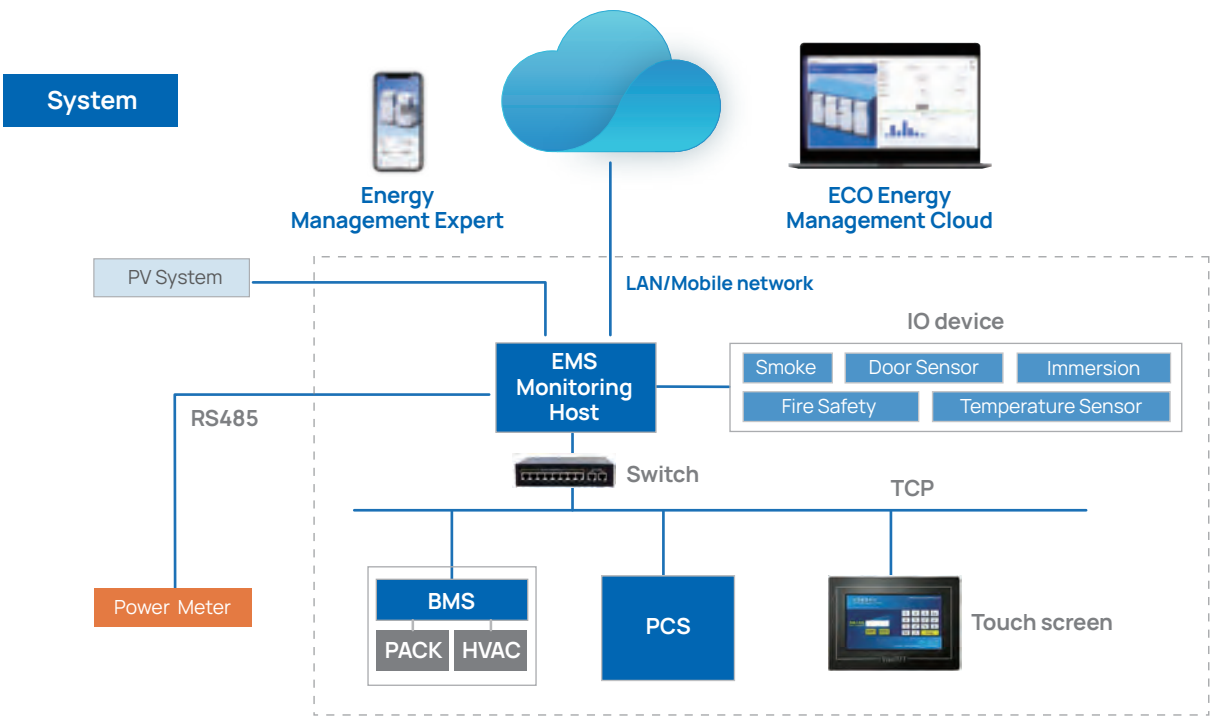 System
Energy
Management Expert
ECO Energy
Management Cloud
PV System
LAN/Mobile network
IO device
EMS
Monitoring
Host
Smoke
Door Sensor
Immersion
Fire Safety
Temperature Sensor
RS485
Switch
TCP
Power Meter
BMS
PACK
HVAC
PCS
Touch screen